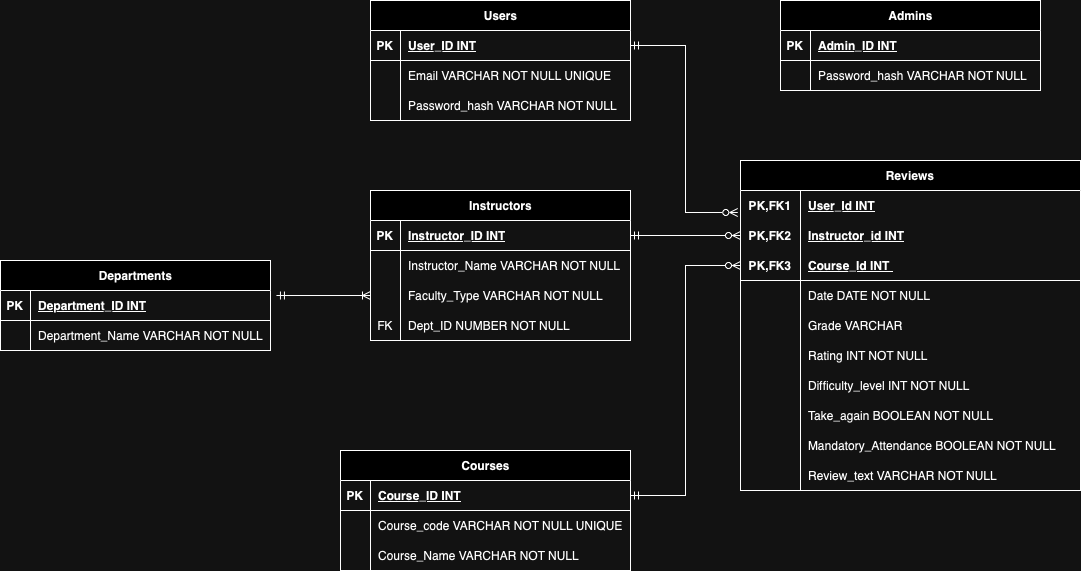 Users
PK User_ID INT
Email VARCHAR NOT NULL UNIQUE
Password_hash VARCHAR NOT NULL
Admins
PK Admin_ID INT
Password_hash VARCHAR NOT NULL
Reviews
PK,FK1 User_Id INT
PK,FK2 Instructor_id INT
PK,FK3 Course_Id INT
Date DATE NOT NULL
Grade VARCHAR
Rating INT NOT NULL
Difficulty_level INT NOT NULL
Take_again BOOLEAN NOT NULL
Mandatory_Attendance BOOLEAN NOT NULL
Review_text VARCHAR NOT NULL
Instructors
PK Instructor_ID INT
Instructor_Name VARCHAR NOT NULL
Faculty_Type VARCHAR NOT NULL
FK Dept_ID NUMBER NOT NULL
Departments
PK Department_ID INT
Department_Name VARCHAR NOT NULL
Courses
PK Course_ID INT
Course_code VARCHAR NOT NULL UNIQUE
Course_Name VARCHAR NOT NULL